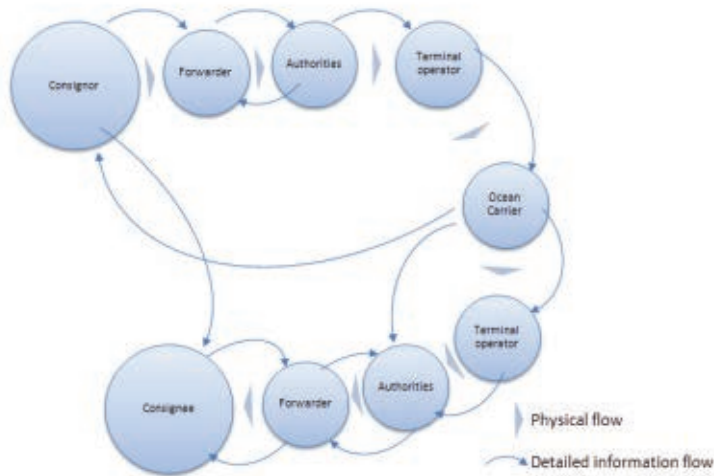 Consignor
Forwarder
Authorities
Terminal
operator
Ocean
Carrier
Terminal
operator
Authorities
Forwarder
Consignee
Physical flow
Detailed information flow